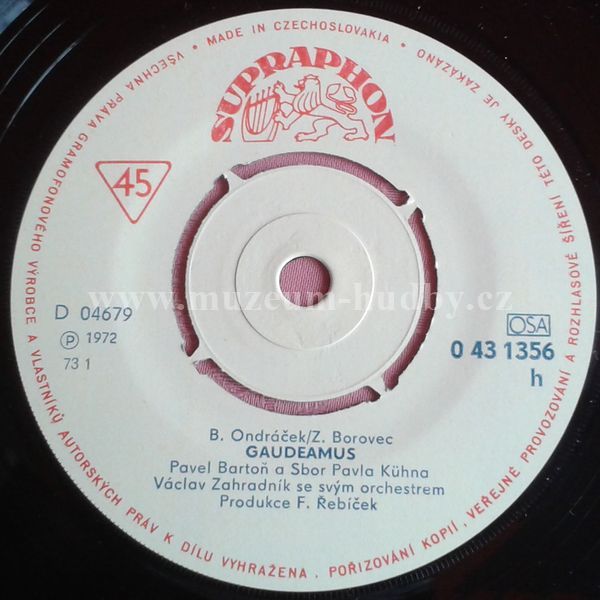 VŠECHNA PRÁVA GRAMOFONOVÉHO VÝROBCE A VLASTNÍKŮ AUTORSKÝCH PRÁV K DÍLU VYHRAŽENA. POŘIZOVÁNÍ KOPIÍ, VEŘEJNÉ PROVOZOVÁNÍ A ROZHLASOVÉ ŠÍŘENÍ TÉTO DESKY JE ZAKÁZÁNO • MADE IN CZECHOSLOVAKIA •
SUPRAPHON
45
www.muzeum-hudby.cz
D 04679
Ⓟ 1972
73 1
OSA
0 43 1356
h
B. Ondráček/Z. Borovec
GAUDEAMUS
Pavel Bartoň a Sbor Pavla Kühna
Václav Zahradník se svým orchestrem
Produkce F. Řebíček